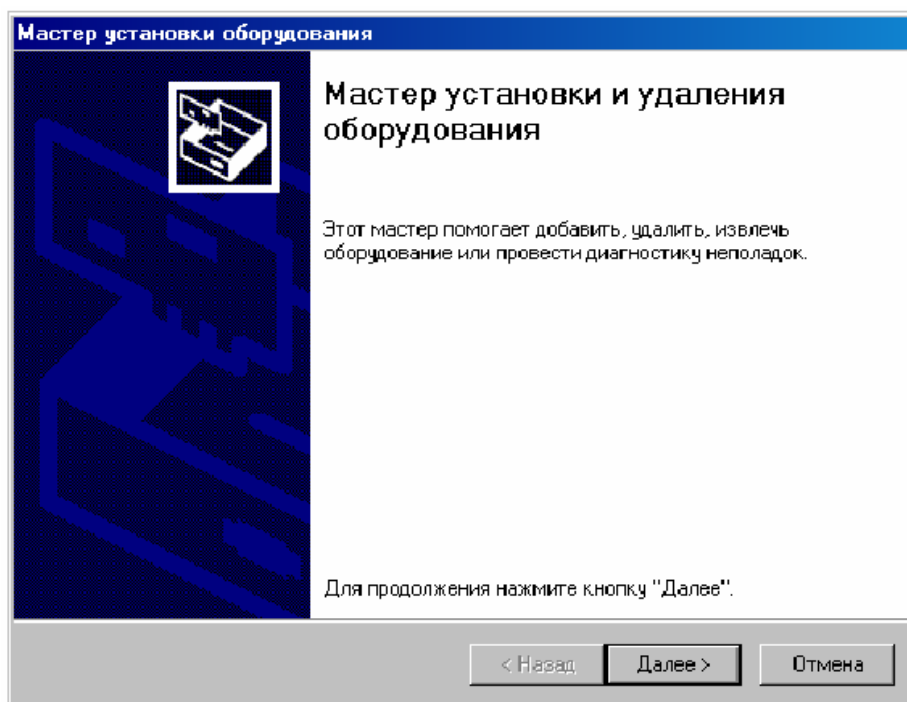 Мастер установки оборудования
Мастер установки и удаления
оборудования
Этот мастер помогает добавить, удалить, извлечь
оборудование или провести диагностику неполадок.
Для продолжения нажмите кнопку "Далее".
< Назад
Далее >
Отмена